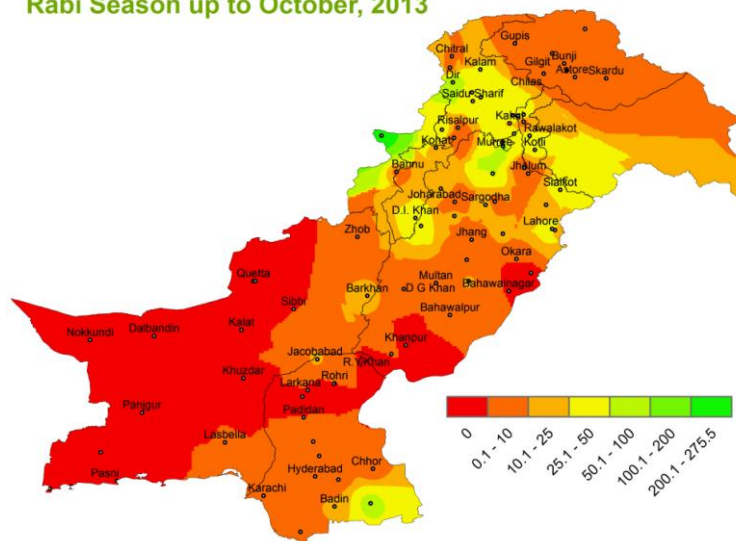 Rabi Season up to October, 2013
Gupis
Chitral
Bunji
Gilgit
Kalam
Astore
Skardu
Dir
Chilas
Saidu Sharif
Risalpur
Rawalakot
Kohat
Murree
Kotli
Bannu
Jhelum
Sialkot
Joharabad
Sargodha
D.I. Khan
Lahore
Zhob
Jhang
Okara
Quetta
Multan
Barkhan
D G Khan
Bahawalnagar
Sibbi
Bahawalpur
Nokkundi
Dalbandin
Kalat
Khanpur
Jacobabad
R.Y.Khan
Khuzdar
Rohri
Larkana
Panjgur
Padidan
Lasbella
Chhor
Pasni
Hyderabad
Karachi
Badin
0
0.1 - 10
10.1 - 25
25.1 - 50
50.1 - 100
100.1 - 200
200.1 - 275.5